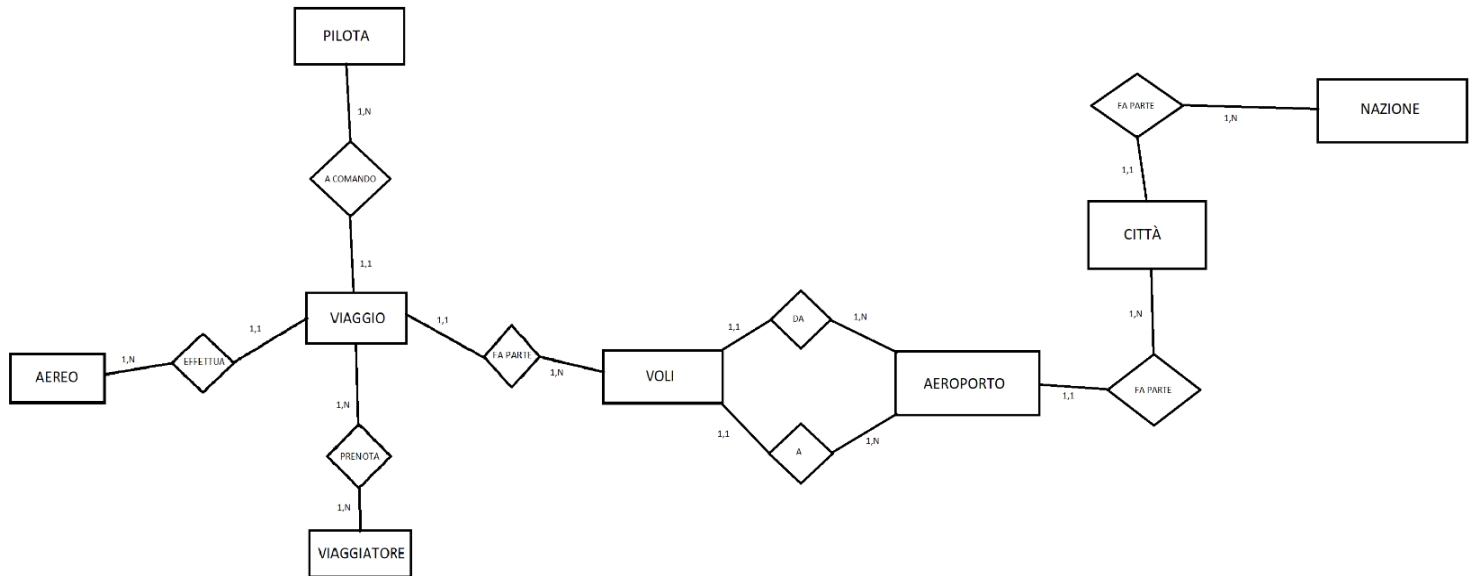 PILOTA
1,N
A COMANDO
1,1
VIAGGIO
1,1
EFFETTUA
1,N
AEREO
1,N
PRENOTA
1,N
VIAGGIATORE
1,1
FA PARTE
1,N
VOLI
1,1
DA
1,N
1,1
A
1,N
AEROPORTO
1,1
FA PARTE
1,N
CITTÀ
1,1
FA PARTE
1,N
NAZIONE